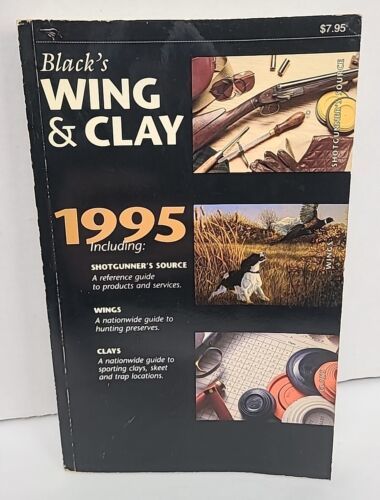 $7.95
Black's
WING
& CLAY
SHOTGUNNER'S SOURCE
1995
Including:
SHOTGUNNER'S SOURCE
A reference guide
to products and services.
WINGS
WINGS
A nationwide guide to
hunting preserves.
CLAYS
A nationwide guide to
sporting clays, skeet
and trap locations.